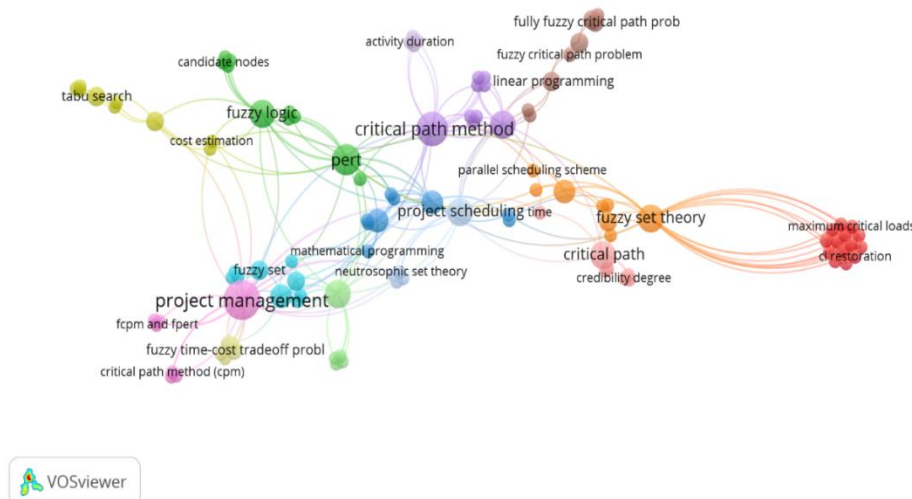 fully fuzzy critical path prob
activity duration
fuzzy critical path problem
candidate nodes
linear programming
tabu search
fuzzy logic
critical path method
cost estimation
pert
parallel scheduling scheme
project scheduling
time
fuzzy set theory
maximum critical loads
mathematical programming
critical path
ci restoration
fuzzy set
neutrosophic set theory
credibility degree
project management
fcpm and fpert
fuzzy time-cost tradeoff probl
critical path method (cpm)
VOSviewer